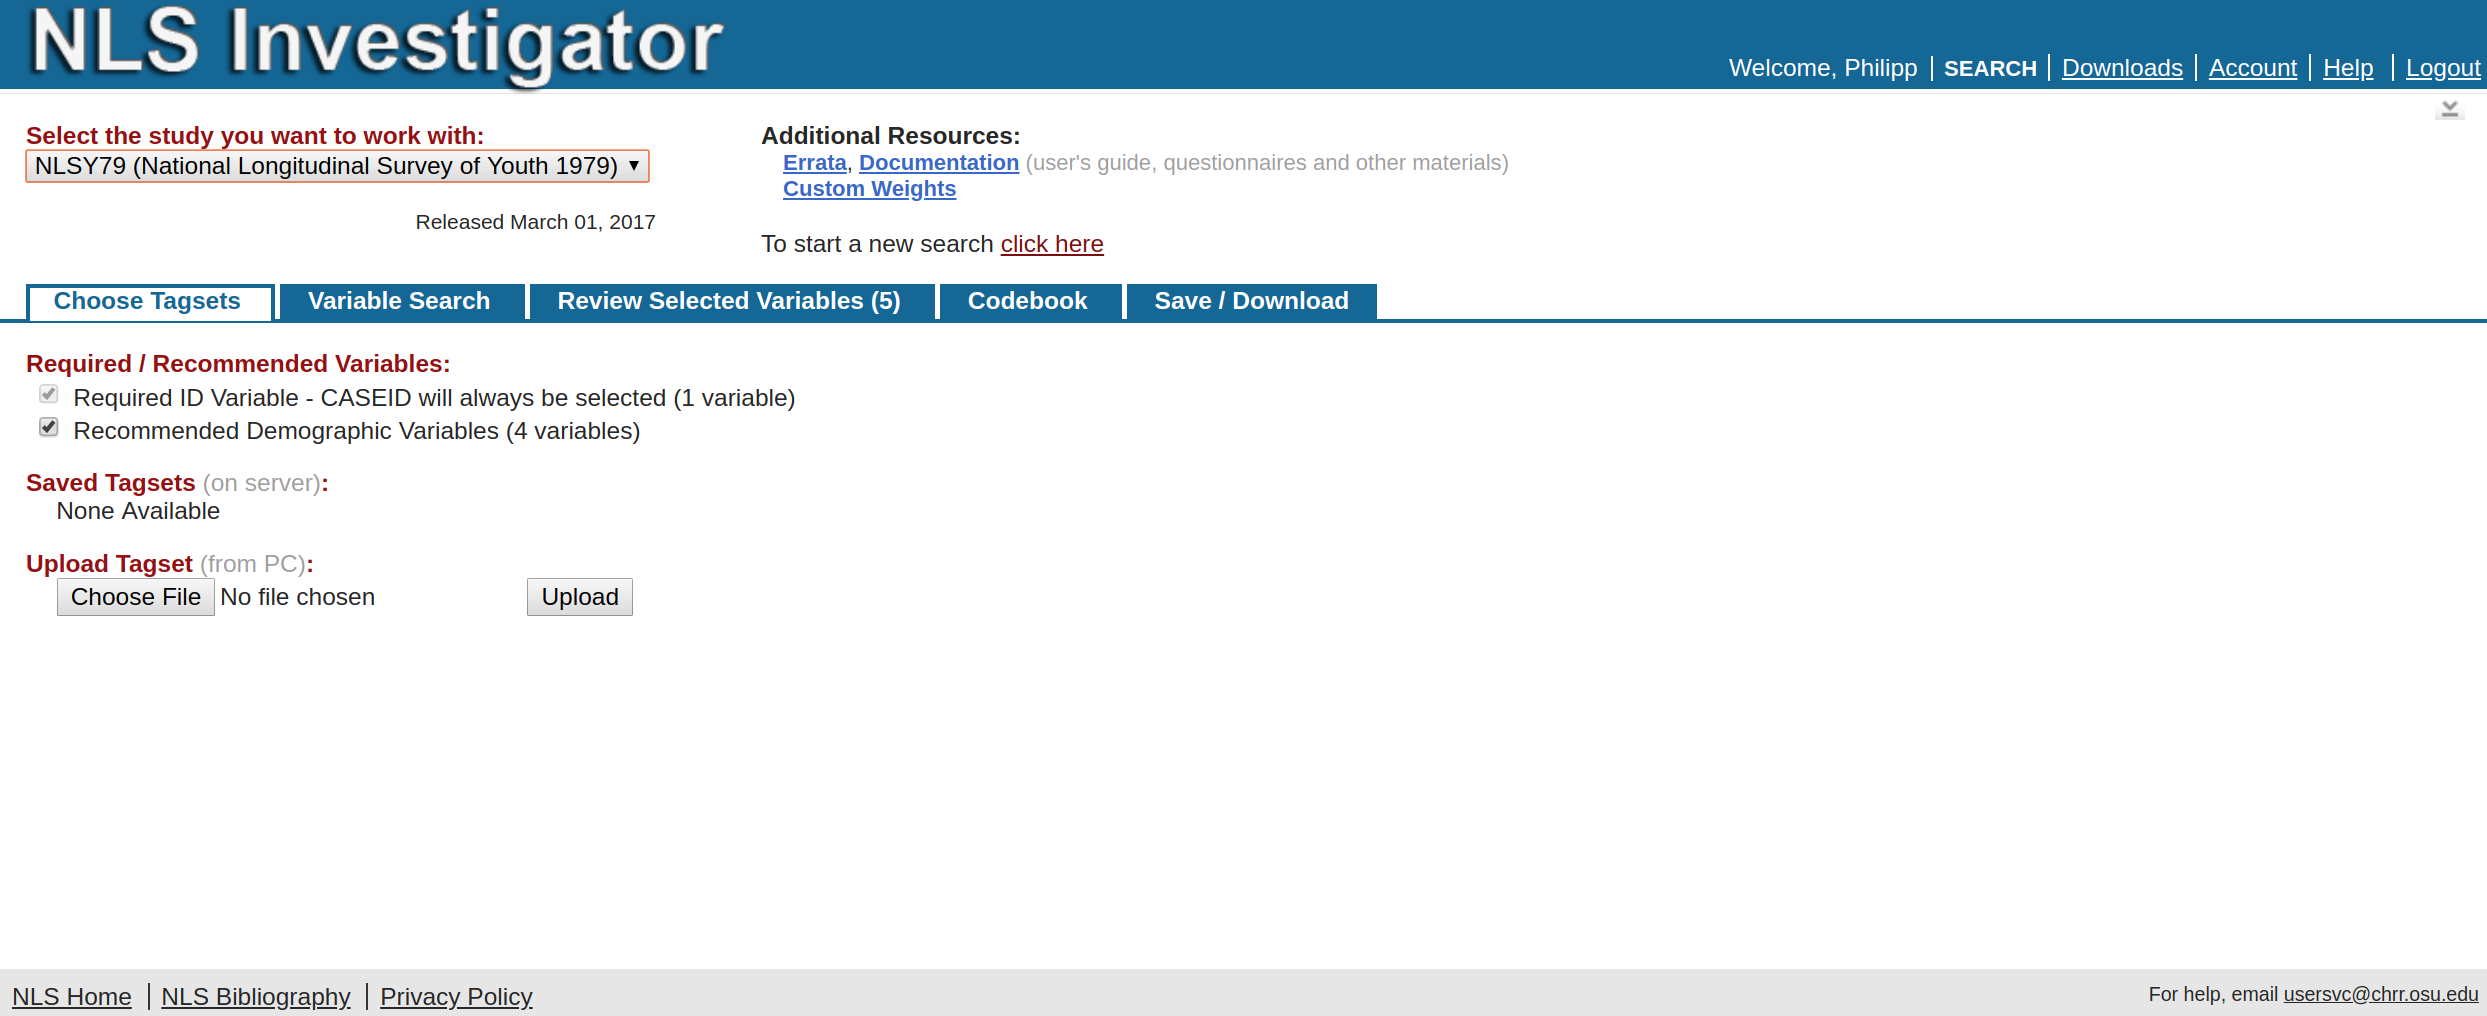 NLS Investigator
Welcome, Philipp | SEARCH | Downloads | Account | Help | Logout
Select the study you want to work with:
NLSY79 (National Longitudinal Survey of Youth 1979)
Released March 01, 2017
Additional Resources:
Errata, Documentation (user's guide, questionnaires and other materials)
Custom Weights
To start a new search click here
Choose Tagsets
Variable Search
Review Selected Variables (5)
Codebook
Save / Download
Required / Recommended Variables:
Required ID Variable - CASEID will always be selected (1 variable)
Recommended Demographic Variables (4 variables)
Saved Tagsets (on server):
None Available
Upload Tagset (from PC):
Choose File No file chosen Upload
NLS Home | NLS Bibliography | Privacy Policy
For help, email usersvc@chrr.osu.edu